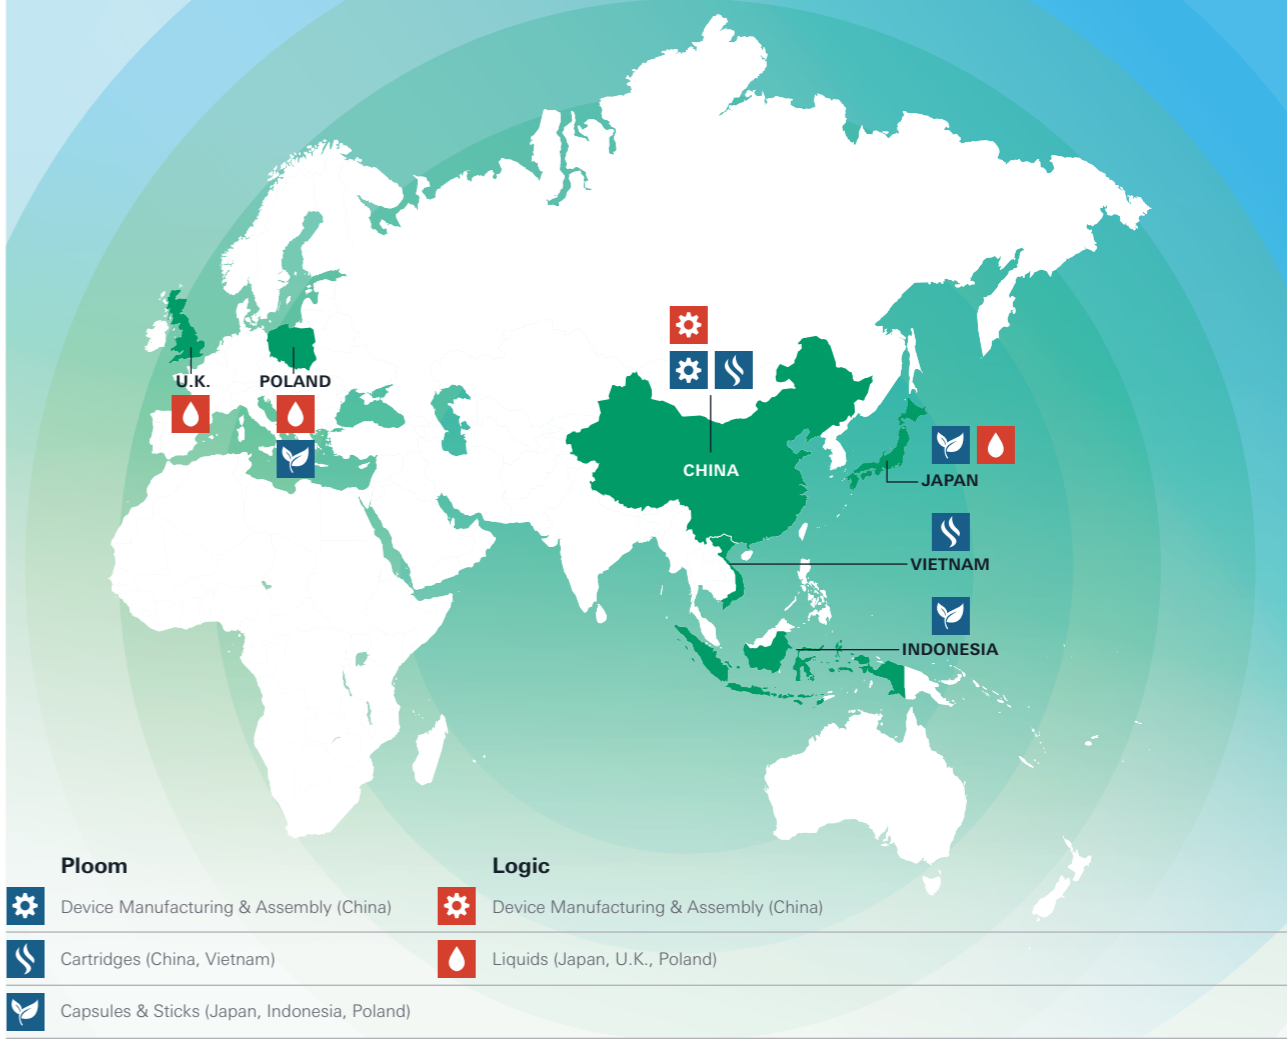 U.K.
POLAND
CHINA
JAPAN
VIETNAM
INDONESIA
Ploom
Device Manufacturing & Assembly (China)
Cartridges (China, Vietnam)
Capsules & Sticks (Japan, Indonesia, Poland)
Logic
Device Manufacturing & Assembly (China)
Liquids (Japan, U.K., Poland)